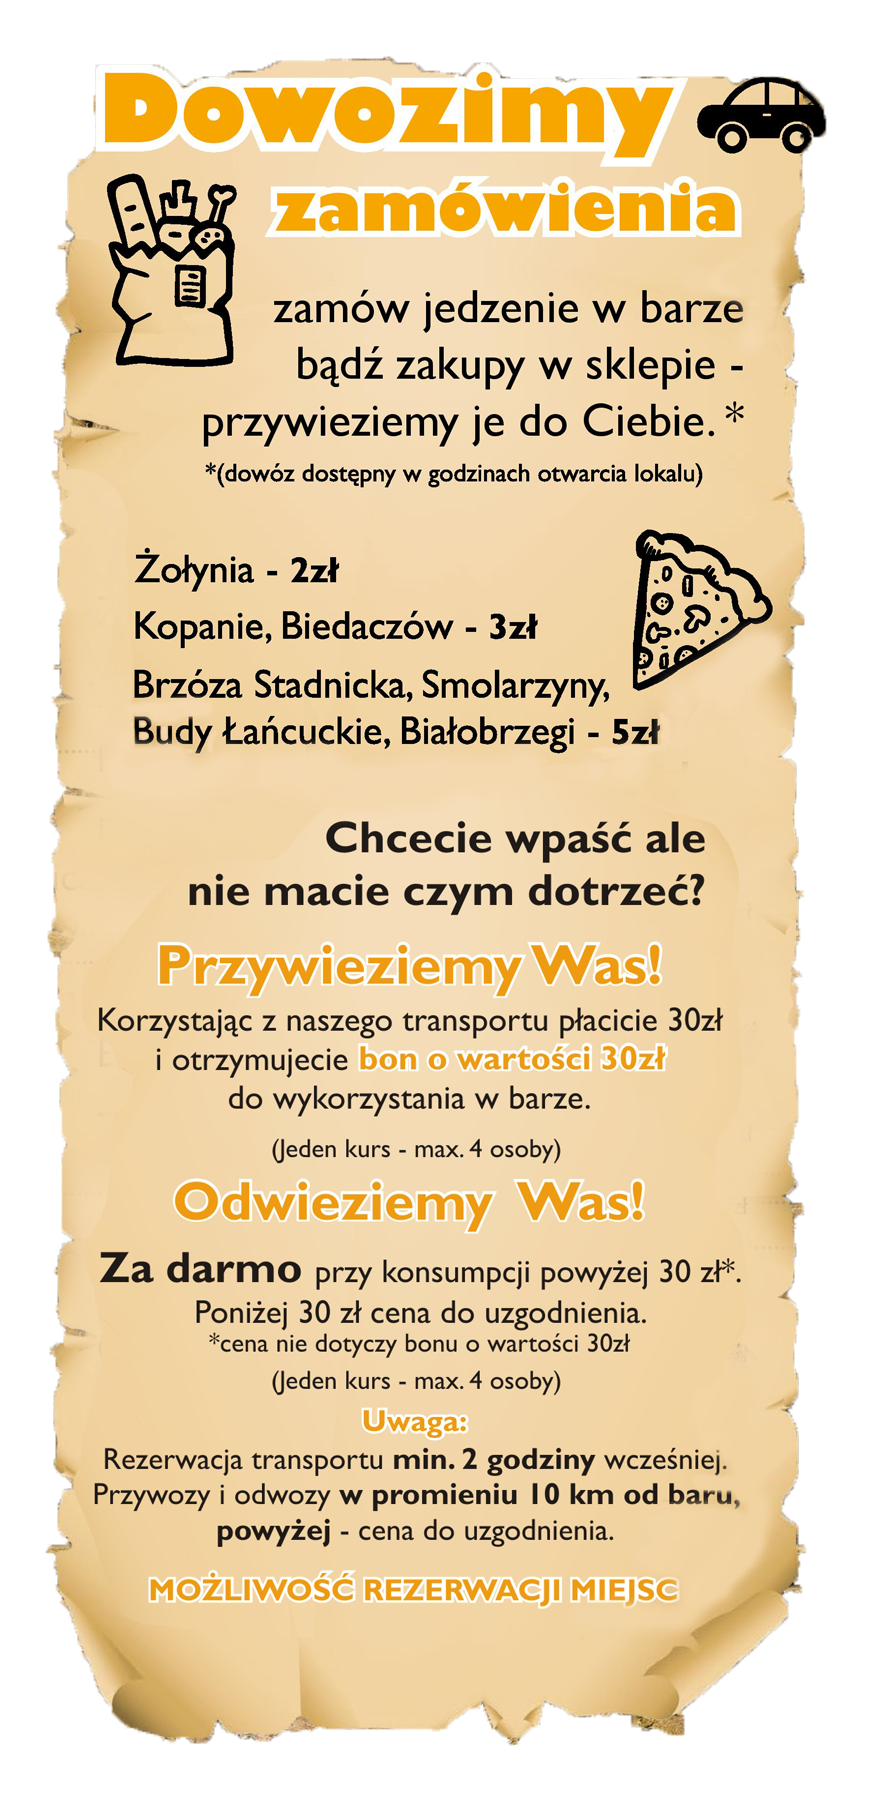 Dowozimy
zamówienia
zamów jedzenie w barze
bądź zakupy w sklepie -
przywieziemy je do Ciebie. *
*(dowóz dostępny w godzinach otwarcia lokalu)
Żołynia - 2zł
Kopanie, Biedaczów - 3zł
Brzóza Stadnicka, Smolarzyny,
Budy Łańcuckie, Białobrzegi - 5zł
Chcecie wpaść ale
nie macie czym dotrzeć?
Przywieziemy Was!
Korzystając z naszego transportu płacicie 30zł
i otrzymujecie bon o wartości 30zł
do wykorzystania w barze.
(Jeden kurs - max. 4 osoby)
Odwieziemy Was!
Za darmo przy konsumpcji powyżej 30 zł*.
Poniżej 30 zł cena do uzgodnienia.
*cena nie dotyczy bonu o wartości 30zł
(Jeden kurs - max. 4 osoby)
Uwaga:
Rezerwacja transportu min. 2 godziny wcześniej.
Przywozy i odwozy w promieniu 10 km od baru,
powyżej - cena do uzgodnienia.
MOŻLIWOŚĆ REZERWACJI MIEJSC